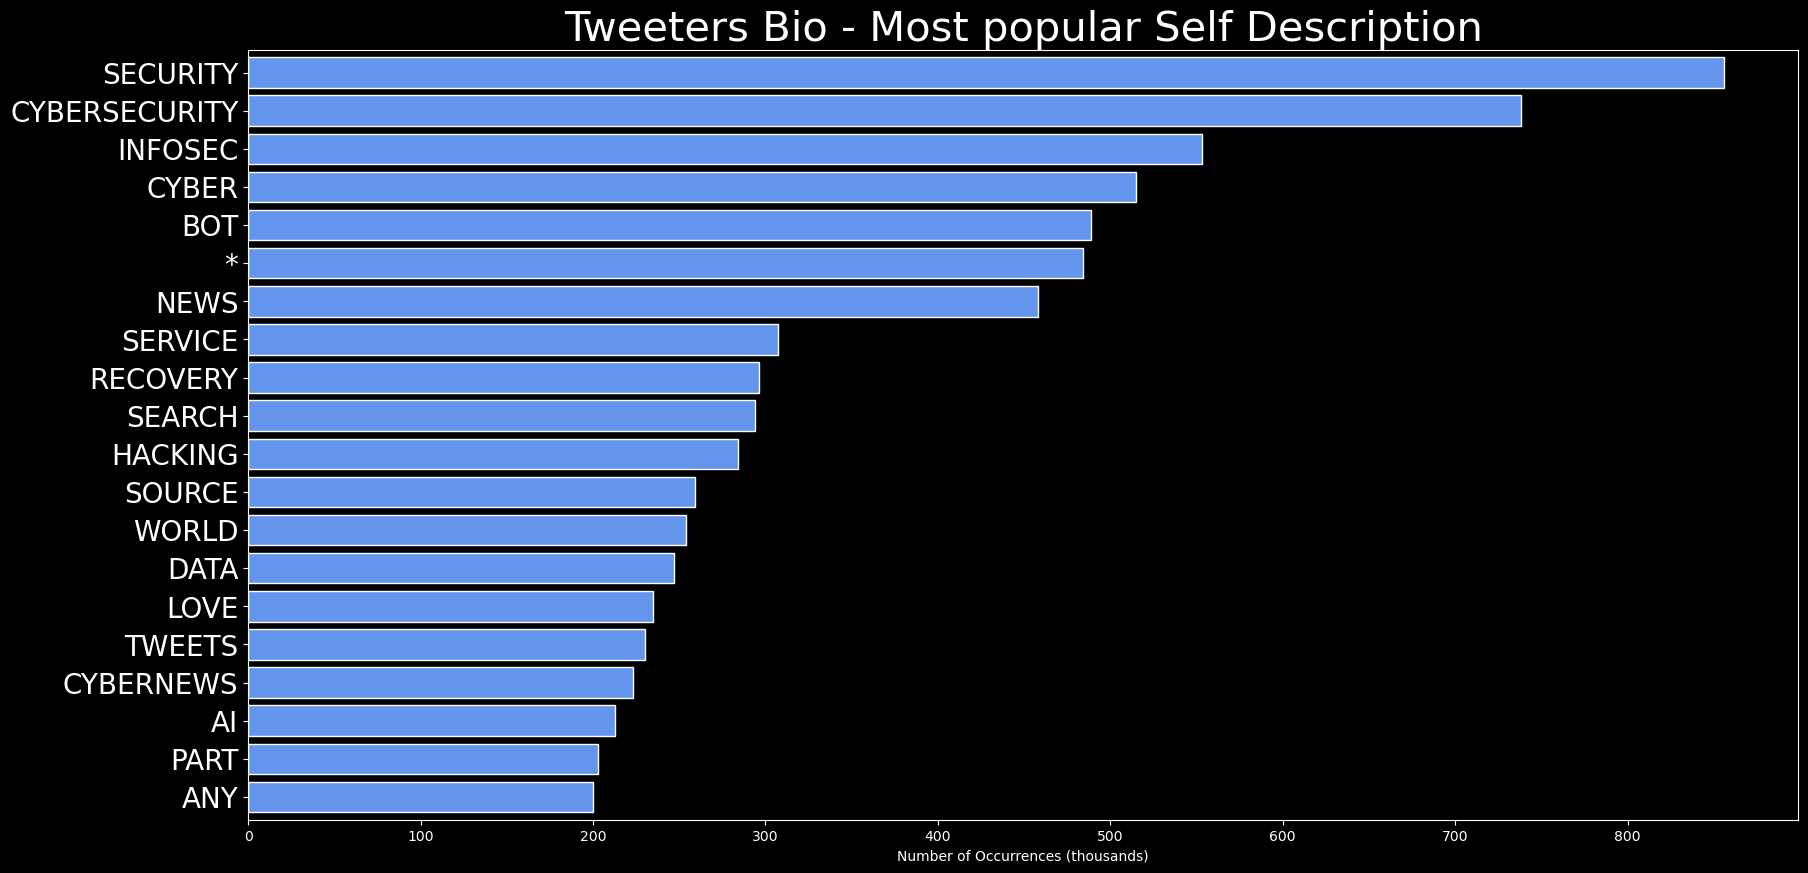 Tweeters Bio - Most popular Self Description
SECURITY
CYBERSECURITY
INFOSEC
CYBER
BOT
*
NEWS
SERVICE
RECOVERY
SEARCH
HACKING
SOURCE
WORLD
DATA
LOVE
TWEETS
CYBERNEWS
AI
PART
ANY
0 100 200 300 400 500 600 700 800
Number of Occurrences (thousands)